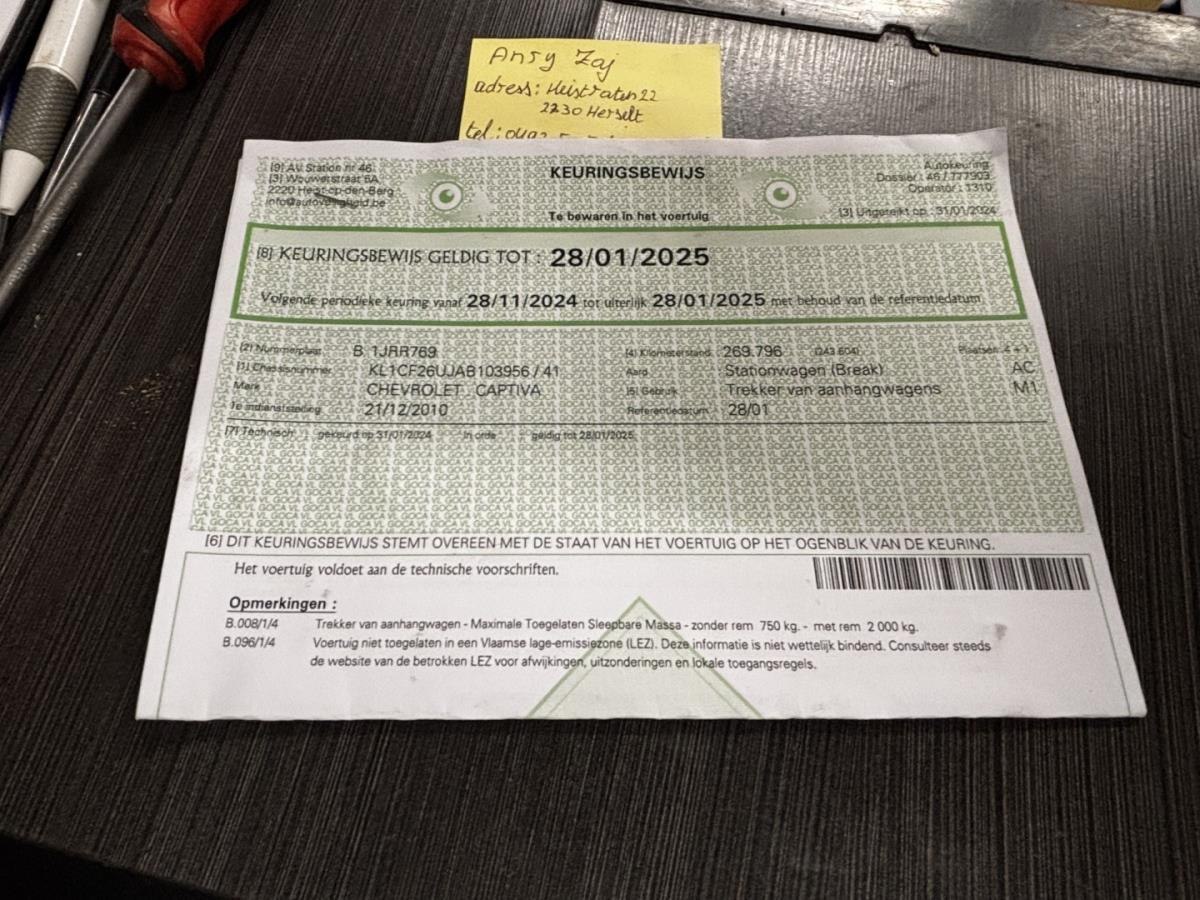 Ansy Zaj
adress: Heistraten 22
2230 Herselt
tel: 0492
[9] AV Station nr 46
[3] Wouwerstraat 6A
2220 Heist-op-den-Berg
info@autoveiligheid.be
KEURINGSBEWIJS
Te bewaren in het voertuig
Autokeuring
Dossier : 46 / 777903
Operator : 1310
[3] Uitgereikt op : 31/01/2024
[8] KEURINGSBEWIJS GELDIG TOT : 28/01/2025
Volgende periodieke keuring vanaf 28/11/2024 tot uiterlijk 28/01/2025 met behoud van de referentiedatum
[2] Nummerplaat B 1JRR769 [4] Kilometerstand 269.796 (243.604) Plaatsen 4 + 1
[1] Chassisnummer KL1CF26UJAB103956 / 41 Aard Stationwagen (Break) AC
Merk CHEVROLET CAPTIVA [5] Gebruik Trekker van aanhangwagens M1
1e indienststelling 21/12/2010 Referentiedatum 28/01
[7] Technisch : gekeurd op 31/01/2024 In orde geldig tot 28/01/2025
[6] DIT KEURINGSBEWIJS STEMT OVEREEN MET DE STAAT VAN HET VOERTUIG OP HET OGENBLIK VAN DE KEURING.
Het voertuig voldoet aan de technische voorschriften.
Opmerkingen :
B.008/1/4 Trekker van aanhangwagen - Maximale Toegelaten Sleepbare Massa - zonder rem 750 kg. - met rem 2 000 kg.
B.096/1/4 Voertuig niet toegelaten in een Vlaamse lage-emissiezone (LEZ). Deze informatie is niet wettelijk bindend. Consulteer steeds
de website van de betrokken LEZ voor afwijkingen, uitzonderingen en lokale toegangsregels.